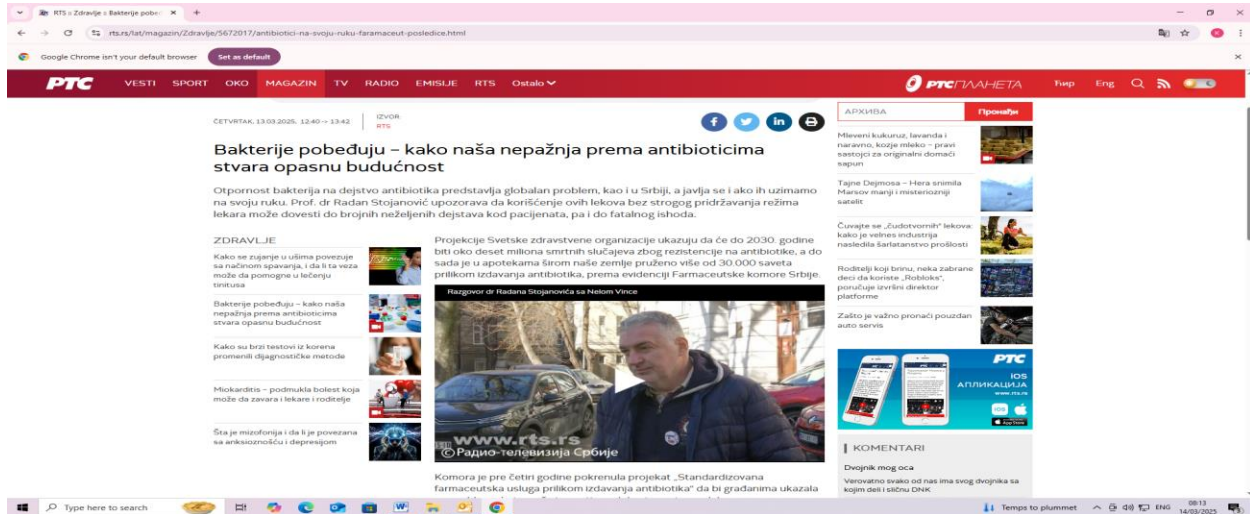 RTS :: Zdravlje :: Bakterije pobeđ
rts.rs/lat/magazin/Zdravlje/5672017/antibiotici-na-svoju-ruku-faramaceut-posledice.html
Google Chrome isn't your default browser
Set as default
РТС
VESTI SPORT OKO MAGAZIN TV RADIO EMISIJE RTS Ostalo
РТС ПЛАНЕТА
Ћир Eng
ČETVRTAK, 13.03.2025, 12:40 -> 13:42
IZVOR:
RTS
Bakterije pobeđuju – kako naša nepažnja prema antibioticima
stvara opasnu budućnost
Otpornost bakterija na dejstvo antibiotika predstavlja globalan problem, kao i u Srbiji, a javlja se i ako ih uzimamo
na svoju ruku. Prof. dr Radan Stojanović upozorava da korišćenje ovih lekova bez strogog pridržavanja režima
lekara može dovesti do brojnih neželjenih dejstava kod pacijenata, pa i do fatalnog ishoda.
ZDRAVLJE
Kako se zujanje u ušima povezuje
sa načinom spavanja, i da li ta veza
može da pomogne u lečenju
tinitusa
Bakterije pobeđuju – kako naša
nepažnja prema antibioticima
stvara opasnu budućnost
Kako su brzi testovi iz korena
promenili dijagnostičke metode
Miokarditis – podmukla bolest koja
može da zavara i lekare i roditelje
Šta je mizofonija i da li je povezana
sa anksioznošću i depresijom
Projekcije Svetske zdravstvene organizacije ukazuju da će do 2030. godine
biti oko deset miliona smrtnih slučajeva zbog rezistencije na antibiotike, a do
sada je u apotekama širom naše zemlje pruženo više od 30.000 saveta
prilikom izdavanja antibiotika, prema evidenciji Farmaceutske komore Srbije.
Razgovor dr Radana Stojanovića sa Nelom Vince
www.rts.rs
©Радио-телевизија Србије
Komora je pre četiri godine pokrenula projekat „Standardizovana
farmaceutska usluga prilikom izdavanja antibiotika“ da bi građanima ukazala
АРХИВА
Пронађи
Mleveni kukuruz, lavanda i
naravno, kozje mleko – pravi
sastojci za originalni domaći
sapun
Tajne Dejmosa – Hera snimila
Marsov manji i misteriozniji
satelit
Čuvajte se „čudotvornih“ lekova:
kako je velnes industrija
nasledila šarlatanstvo prošlosti
Roditelji koji brinu, neka zabrane
deci da koriste „Robloks“,
poručuje izvršni direktor
platforme
Zašto je važno pronaći pouzdan
auto servis
РТС
iOS
АПЛИКАЦИЈА
www.rts.rs
iOS
App Store
KOMENTARI
Dvojnik mog oca
Verovatno svako od nas ima svog dvojnika sa
kojim deli i sličnu DNK
Type here to search
Temps to plummet
ENG
08:13
14/03/2025